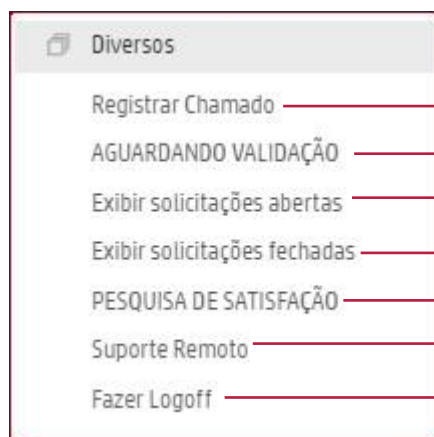 Diversos
Registrar Chamado
AGUARDANDO VALIDAÇÃO
Exibir solicitações abertas
Exibir solicitações fechadas
PESQUISA DE SATISFAÇÃO
Suporte Remoto
Fazer Logoff